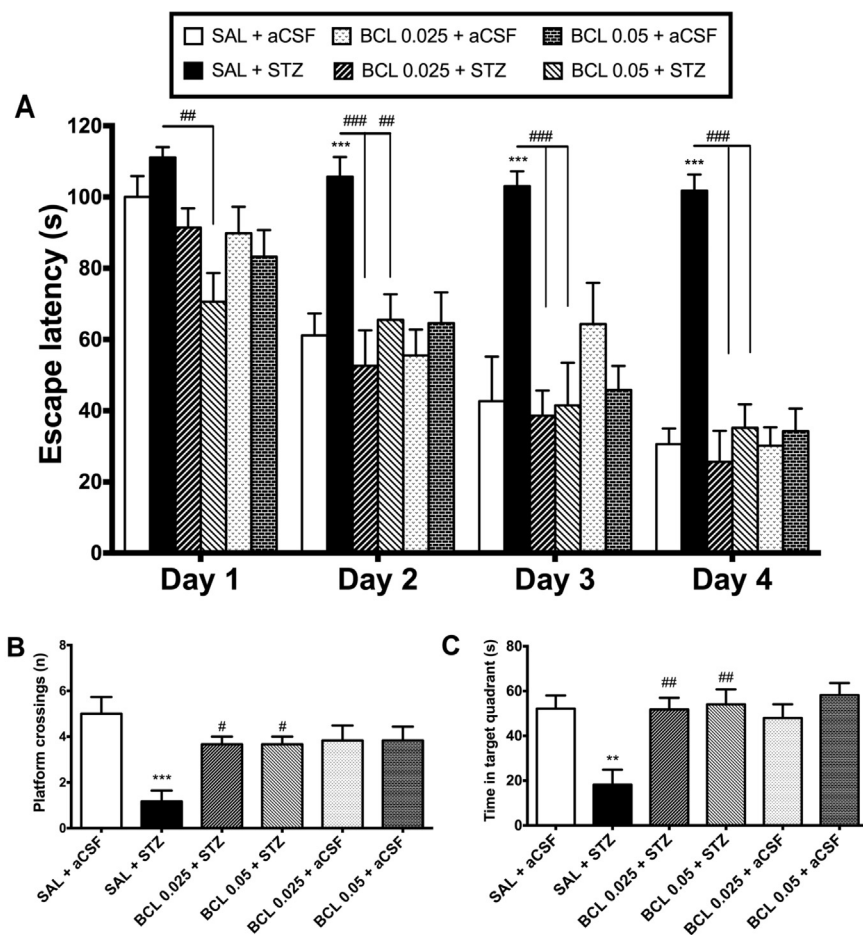 SAL + aCSF BCL 0.025 + aCSF BCL 0.05 + aCSF
SAL + STZ BCL 0.025 + STZ BCL 0.05 + STZ
A
Escape latency (s)
120
100
80
60
40
20
0
## ### ## ### ###
*** *** ***
Day 1 Day 2 Day 3 Day 4
B
Platform crossings (n)
8
6
4
2
0
***
# #
SAL + aCSF
SAL + STZ
BCL 0.025 + STZ
BCL 0.05 + STZ
BCL 0.025 + aCSF
BCL 0.05 + aCSF
C
Time in target quadrant (s)
80
60
40
20
0
**
## ##
SAL + aCSF
SAL + STZ
BCL 0.025 + STZ
BCL 0.05 + STZ
BCL 0.025 + aCSF
BCL 0.05 + aCSF